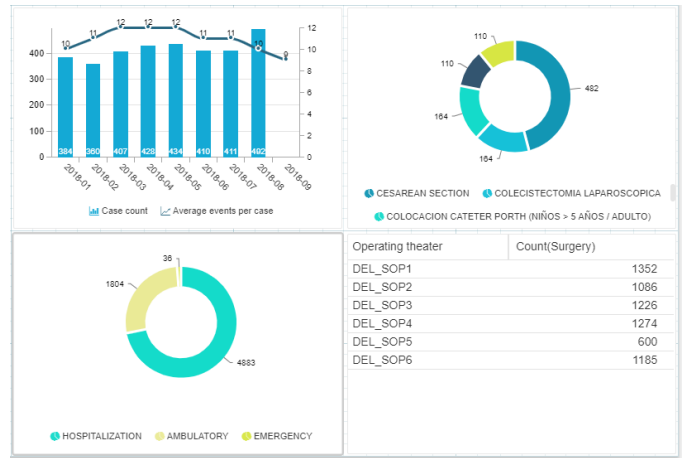 10 11 12 12 12 11 11 10 9
400
300
200
100
0
12
10
8
6
4
2
0
384 360 407 428 434 410 411 492
2018-01 2018-02 2018-03 2018-04 2018-05 2018-06 2018-07 2018-08 2018-09
Case count Average events per case
110
110
164
164
482
CESAREAN SECTION COLECISTECTOMIA LAPAROSCOPICA
COLOCACION CATETER PORTH (NIÑOS > 5 AÑOS / ADULTO)
36
1804
4883
HOSPITALIZATION AMBULATORY EMERGENCY
Operating theater Count(Surgery)
DEL_SOP1 1352
DEL_SOP2 1086
DEL_SOP3 1226
DEL_SOP4 1274
DEL_SOP5 600
DEL_SOP6 1185